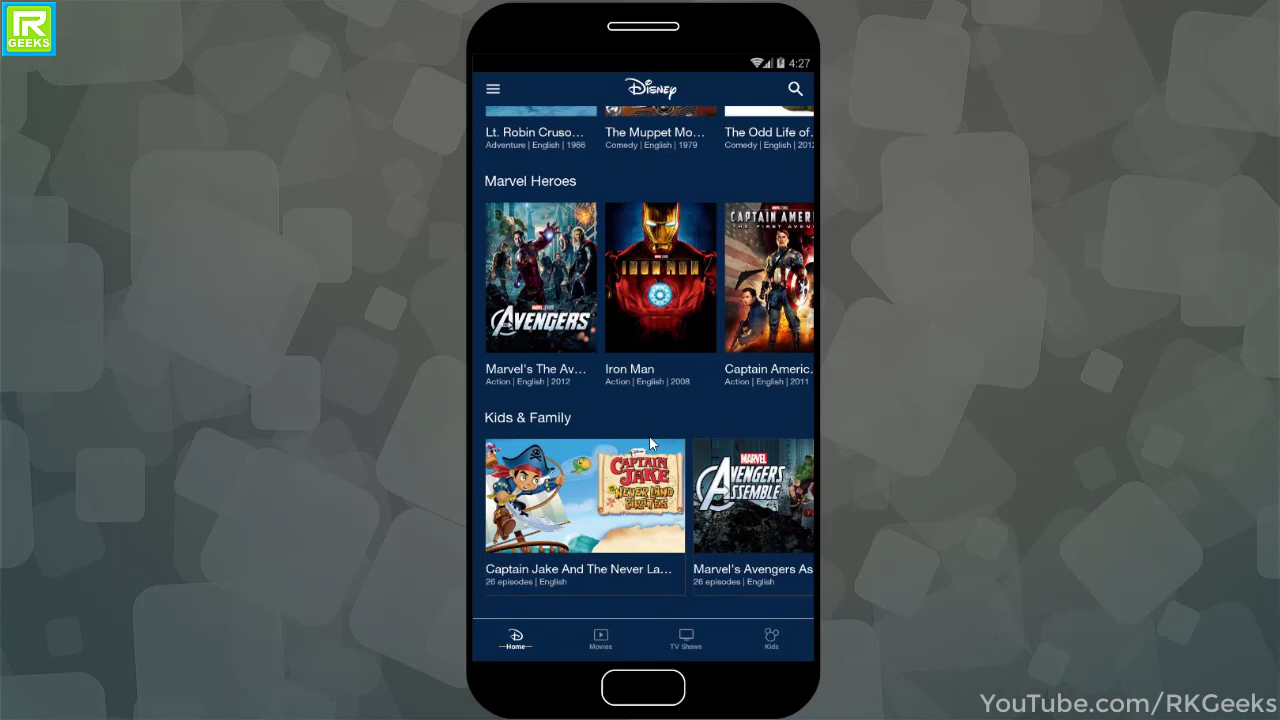 R
GEEKS
4:27
Disney
Lt. Robin Cruso...
Adventure | English | 1966
The Muppet Mo...
Comedy | English | 1979
The Odd Life of.
Comedy | English | 2012
Marvel Heroes
AVENGERS
Marvel's The Av...
Action | English | 2012
IRON MAN
Iron Man
Action | English | 2008
CAPTAIN AMERI
THE FIRST AVEN
Captain Americ.
Action | English | 2011
Kids & Family
CAPTAIN
JAKE
NEVER LAND
PIRATES
Captain Jake And The Never La...
26 episodes | English
MARVEL
AVENGERS
ASSEMBLE
Marvel's Avengers As
26 episodes | English
Home
Movies
TV Shows
Kids
YouTube.com/RKGeeks